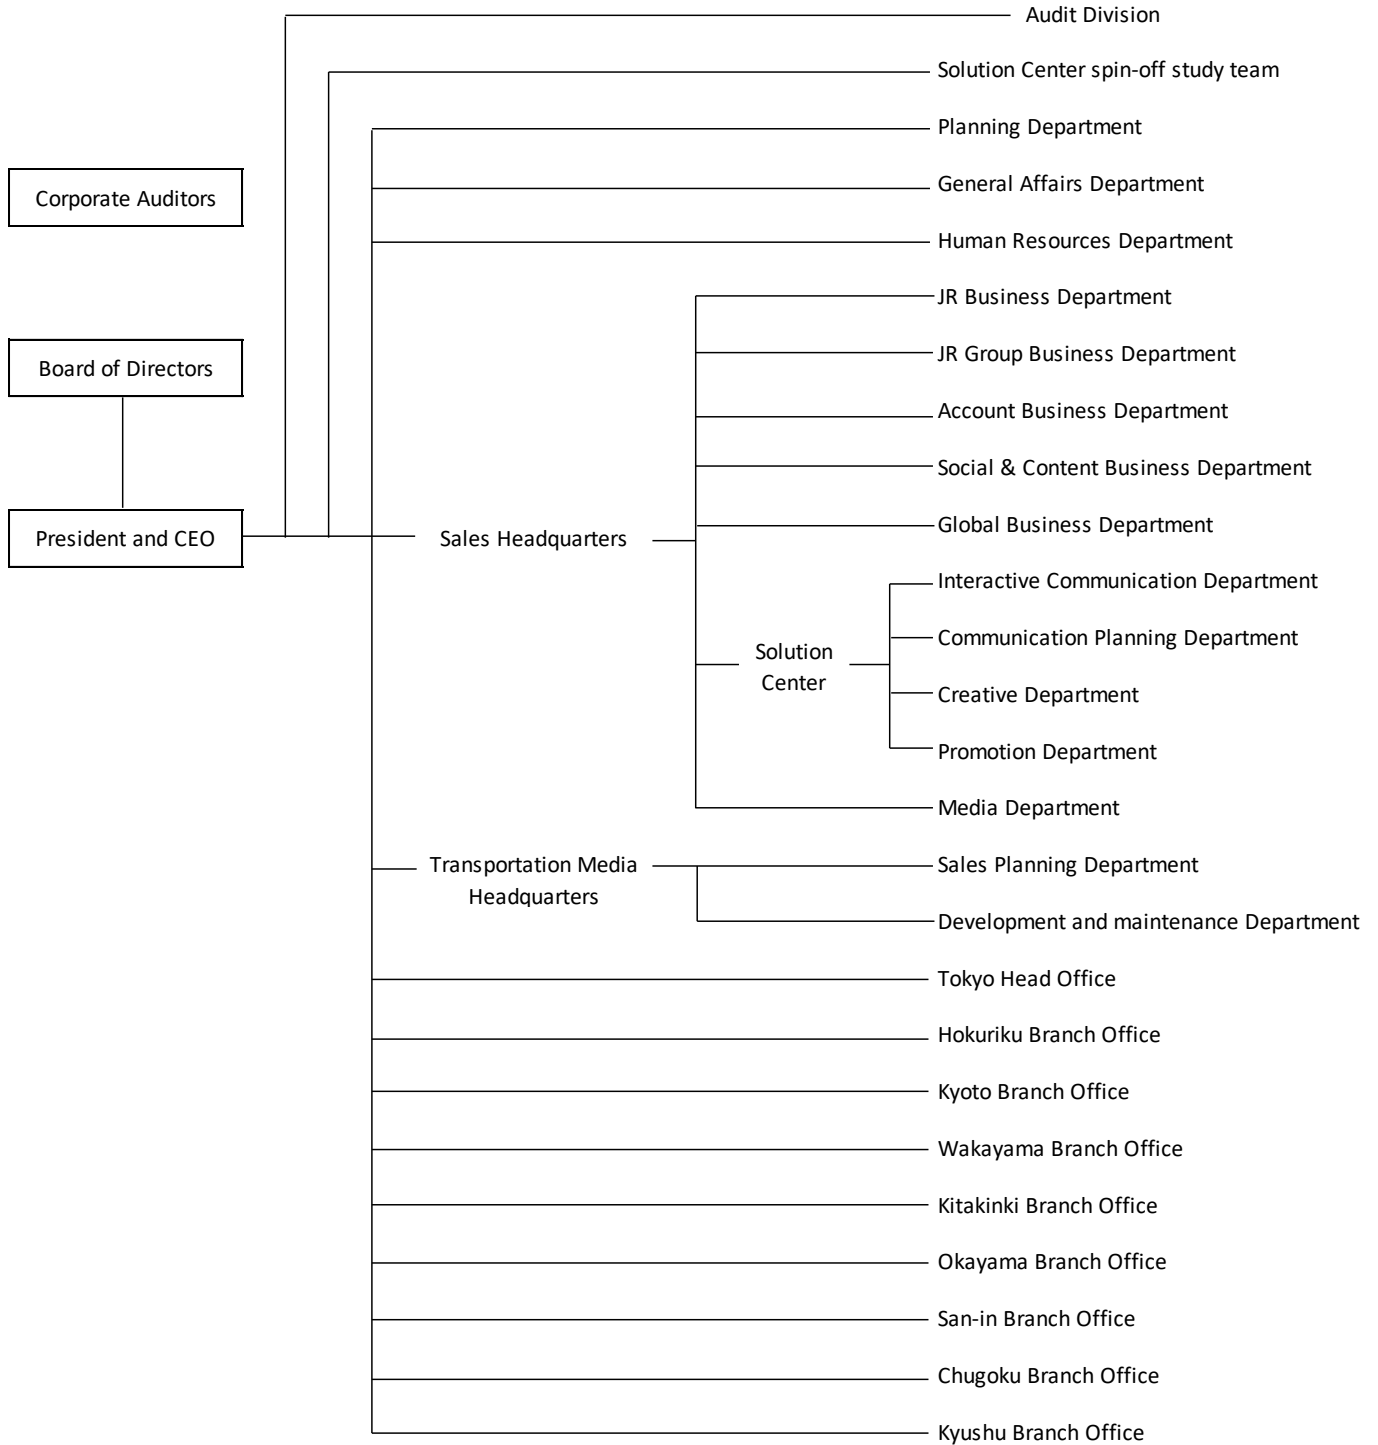 Audit Division
Solution Center spin-off study team
Planning Department
Corporate Auditors
General Affairs Department
Human Resources Department
JR Business Department
JR Group Business Department
Board of Directors
Account Business Department
Social & Content Business Department
Global Business Department
President and CEO
Sales Headquarters
Interactive Communication Department
Communication Planning Department
Solution
Center
Creative Department
Promotion Department
Media Department
Transportation Media
Headquarters
Sales Planning Department
Development and maintenance Department
Tokyo Head Office
Hokuriku Branch Office
Kyoto Branch Office
Wakayama Branch Office
Kitakinki Branch Office
Okayama Branch Office
San-in Branch Office
Chugoku Branch Office
Kyushu Branch Office